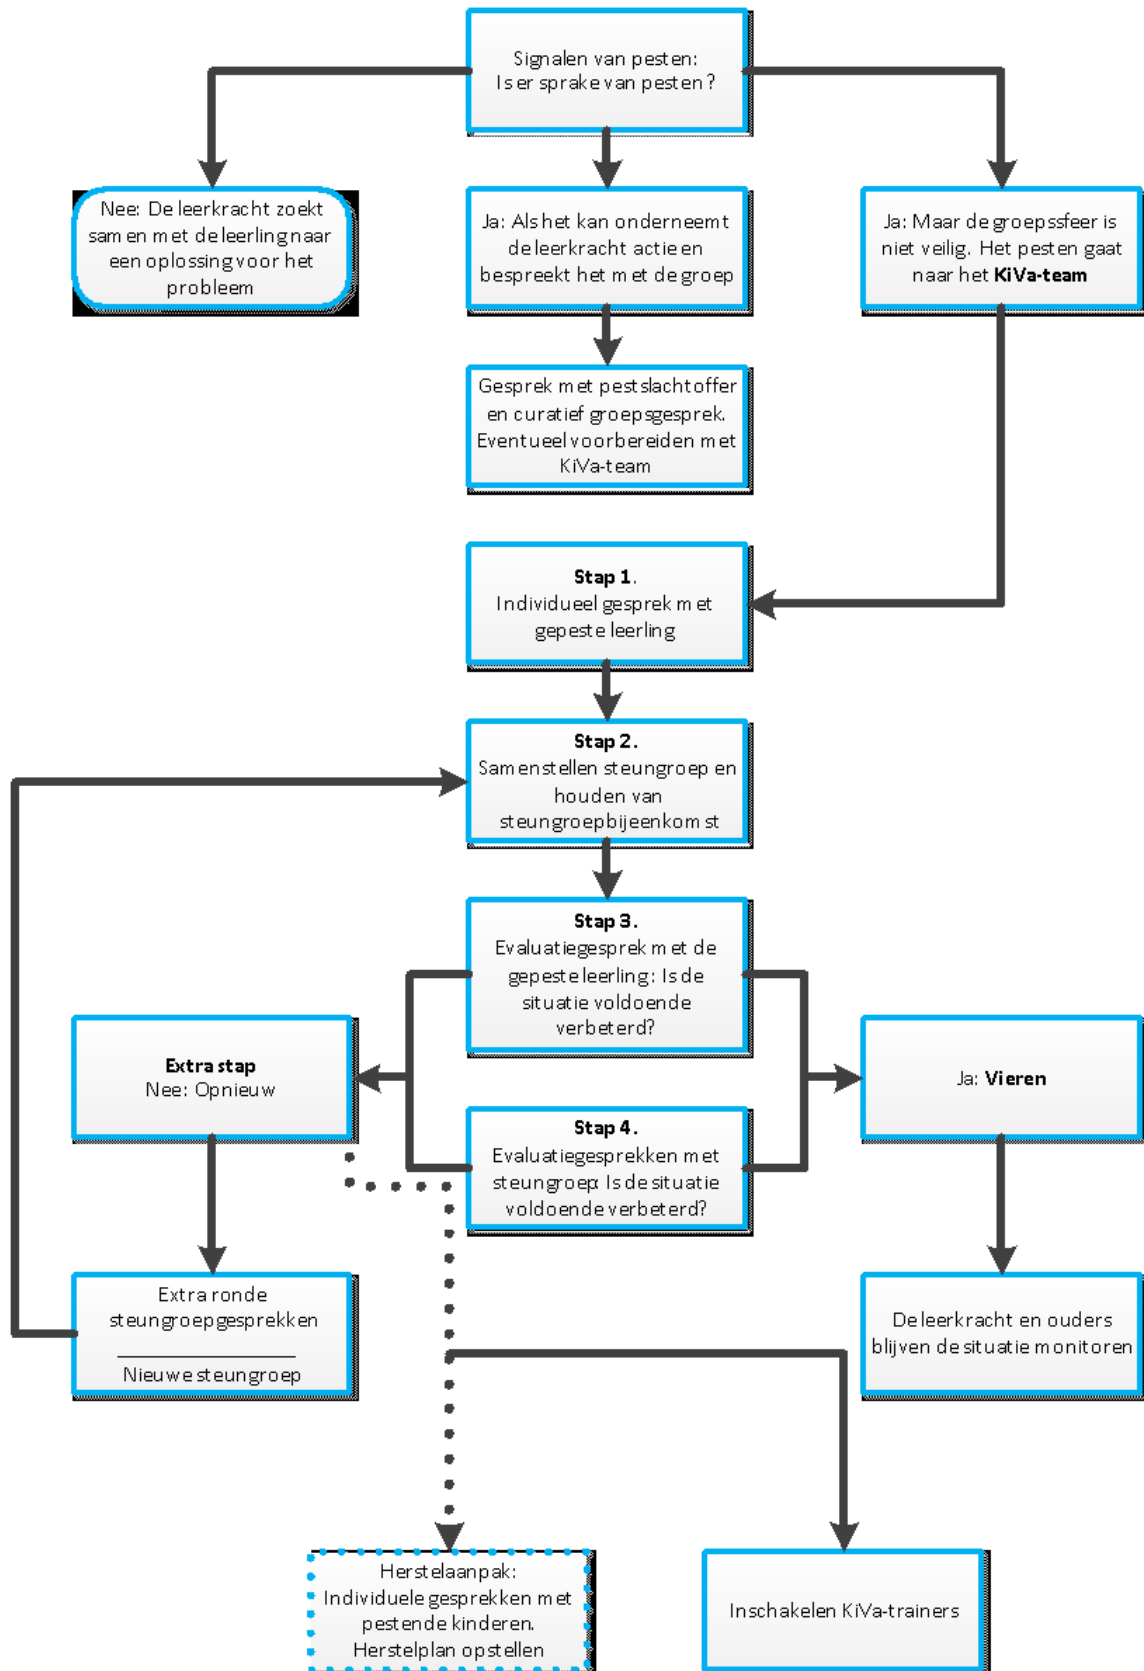 Signalen van pesten:
Is er sprake van pesten?
Nee: De leerkracht zoekt
samen met de leerling naar
een oplossing voor het
probleem
Ja: Als het kan onderneemt
de leerkracht actie en
bespreekt het met de groep
Ja: Maar de groepssfeer is
niet veilig. Het pesten gaat
naar het KiVa-team
Gesprek met pestslachtoffer
en curatief groepsgesprek.
Eventueel voorbereiden met
KiVa-team
Stap 1.
Individueel gesprek met
gepeste leerling
Stap 2.
Samenstellen steungroep en
houden van
steungroepbijeenkomst
Stap 3.
Evaluatiegesprek met de
gepeste leerling: Is de
situatie voldoende
verbeterd?
Extra stap
Nee: Opnieuw
Ja: Vieren
Stap 4.
Evaluatiegesprekken met
steungroep: Is de situatie
voldoende verbeterd?
Extra ronde
steungroepgesprekken
Nieuwe steungroep
De leerkracht en ouders
blijven de situatie monitoren
Herstelaanpak:
Individuele gesprekken met
pestende kinderen.
Herstelplan opstellen
Inschakelen KiVa-trainers